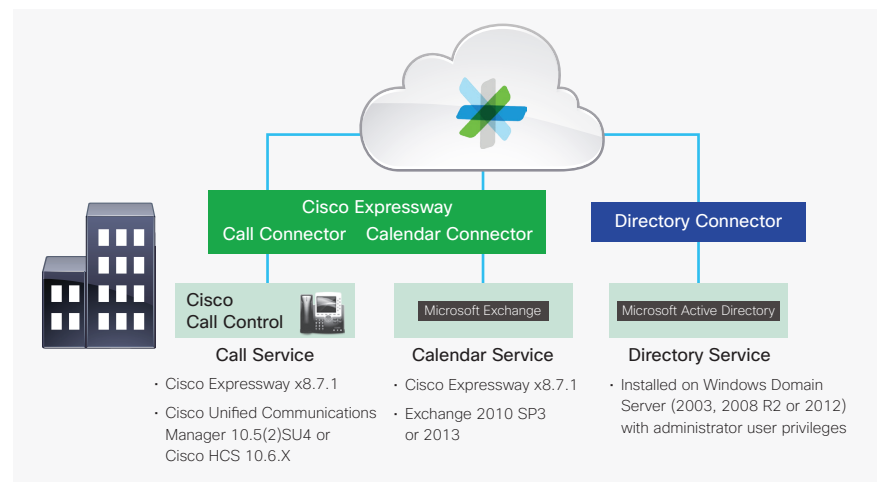 Cisco Expressway
Call Connector Calendar Connector
Directory Connector
Cisco
Call Control
Microsoft Exchange
Microsoft Active Directory
Call Service
· Cisco Expressway x8.7.1
· Cisco Unified Communications
Manager 10.5(2)SU4 or
Cisco HCS 10.6.X
Calendar Service
· Cisco Expressway x8.7.1
· Exchange 2010 SP3
or 2013
Directory Service
· Installed on Windows Domain
Server (2003, 2008 R2 or 2012)
with administrator user privileges